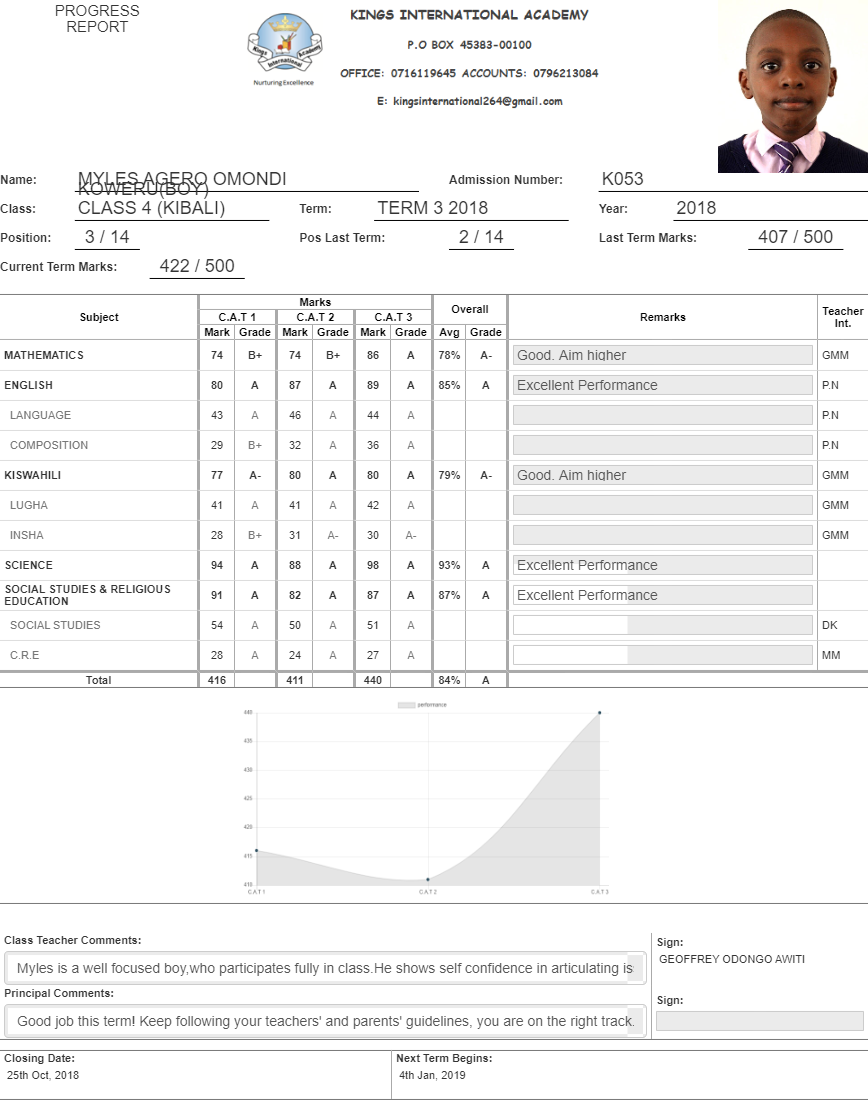 PROGRESS
REPORT
KINGS INTERNATIONAL ACADEMY
P.O BOX 45383-00100
OFFICE: 0716119645 ACCOUNTS: 0796213084
E: kingsinternational264@gmail.com
Kings Academy
International
Nurturing Excellence
Name: MYLES AGERO OMONDI KOWERU(BOY) Admission Number: K053
Class: CLASS 4 (KIBALI) Term: TERM 3 2018 Year: 2018
Position: 3 / 14 Pos Last Term: 2 / 14 Last Term Marks: 407 / 500
Current Term Marks: 422 / 500
Subject Marks Overall Remarks Teacher Int.
C.A.T 1 C.A.T 2 C.A.T 3
Mark Grade Mark Grade Mark Grade Avg Grade
MATHEMATICS 74 B+ 74 B+ 86 A 78% A- Good. Aim higher GMM
ENGLISH 80 A 87 A 89 A 85% A Excellent Performance P.N
LANGUAGE 43 A 46 A 44 A P.N
COMPOSITION 29 B+ 32 A 36 A P.N
KISWAHILI 77 A- 80 A 80 A 79% A- Good. Aim higher GMM
LUGHA 41 A 41 A 42 A GMM
INSHA 28 B+ 31 A- 30 A- GMM
SCIENCE 94 A 88 A 98 A 93% A Excellent Performance
SOCIAL STUDIES & RELIGIOUS EDUCATION 91 A 82 A 87 A 87% A Excellent Performance
SOCIAL STUDIES 54 A 50 A 51 A DK
C.R.E 28 A 24 A 27 A MM
Total 416 411 440 84% A
performance
440
435
430
425
420
415
410
C.A.T 1 C.A.T 2 C.A.T 3
Class Teacher Comments:
Myles is a well focused boy,who participates fully in class.He shows self confidence in articulating is
Sign:
GEOFFREY ODONGO AWITI
Principal Comments:
Good job this term! Keep following your teachers' and parents' guidelines, you are on the right track.
Sign:
Closing Date: Next Term Begins:
25th Oct, 2018 4th Jan, 2019